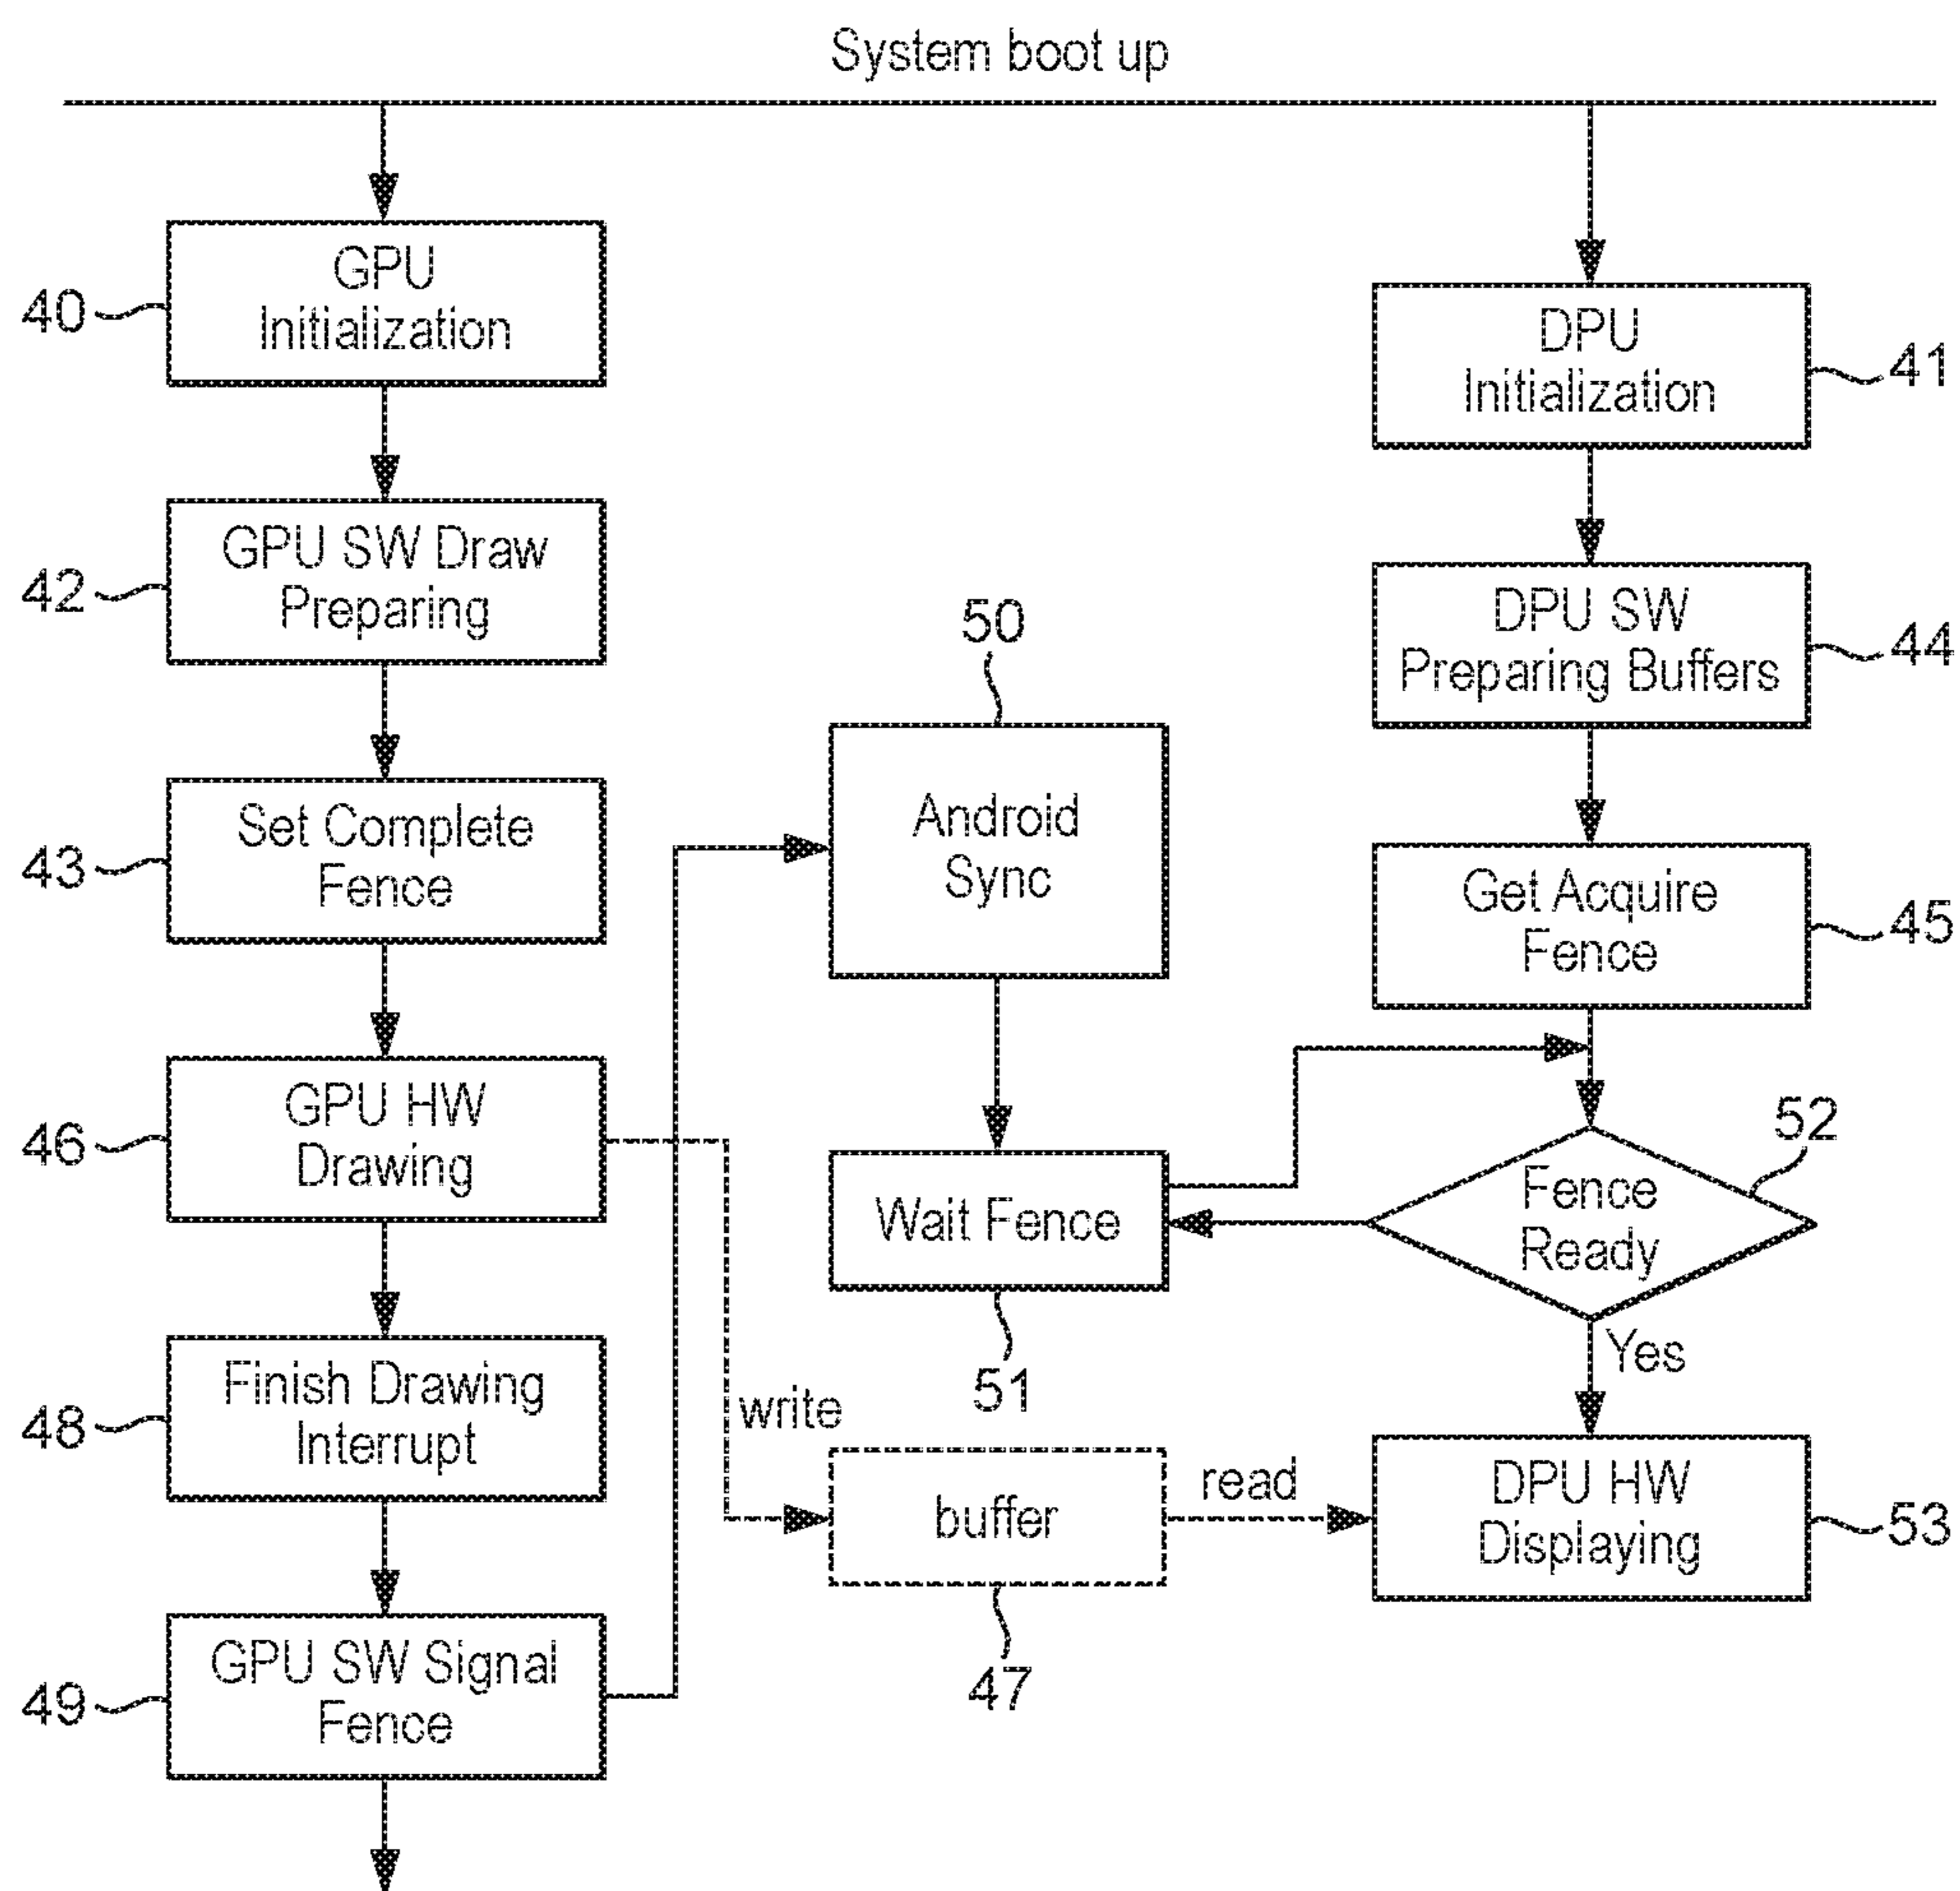 System boot up
GPU
Initialization
40
DPU
Initialization
41
GPU SW Draw
Preparing
42
DPU SW
Preparing Buffers
44
50
Set Complete
Fence
43
Android
Sync
Get Acquire
Fence
45
GPU HW
Drawing
46
52
Wait Fence
Fence
Ready
51
Yes
Finish Drawing
Interrupt
48
write
buffer
47
read
DPU HW
Displaying
53
GPU SW Signal
Fence
49